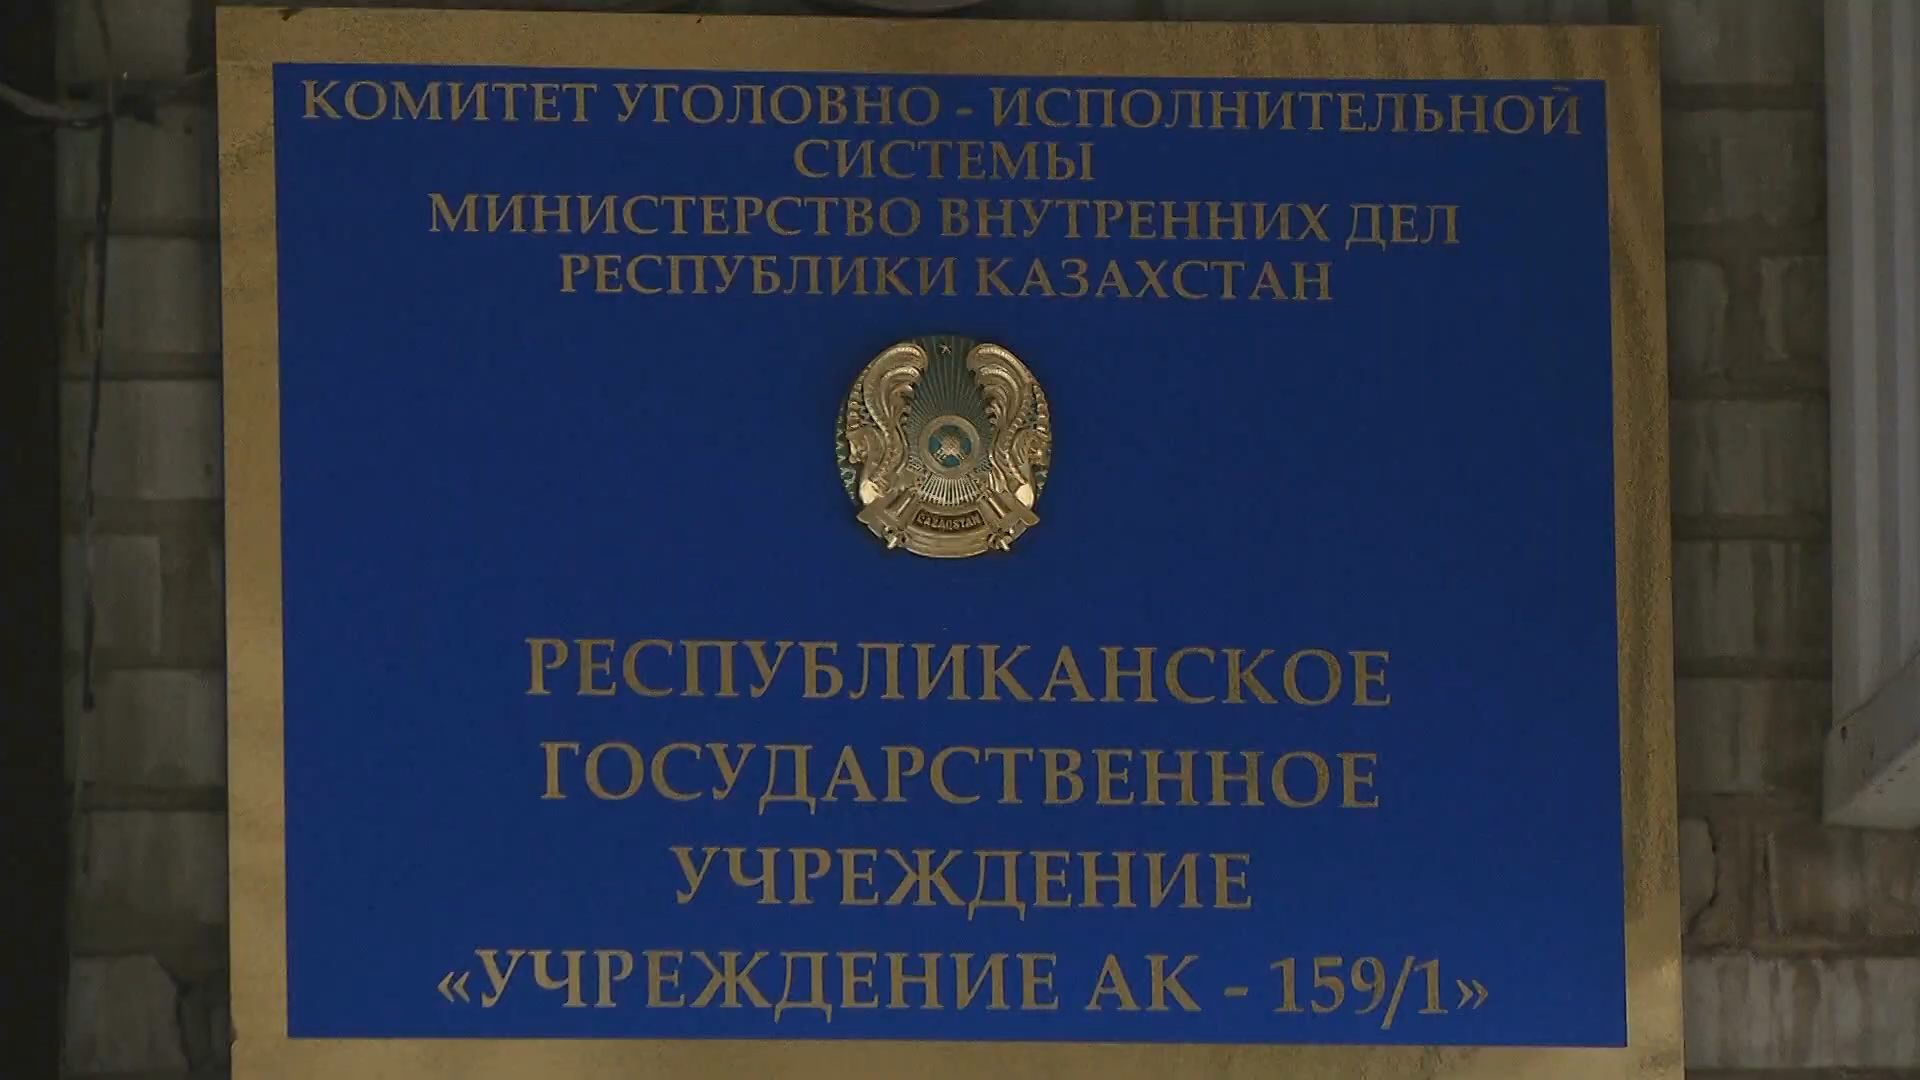 КОМИТЕТ УГОЛОВНО - ИСПОЛНИТЕЛЬНОЙ
СИСТЕМЫ
МИНИСТЕРСТВО ВНУТРЕННИХ ДЕЛ
РЕСПУБЛИКИ КАЗАХСТАН
QAZAQSTAN
РЕСПУБЛИКАНСКОЕ
ГОСУДАРСТВЕННОЕ
УЧРЕЖДЕНИЕ
«УЧРЕЖДЕНИЕ АК - 159/1»